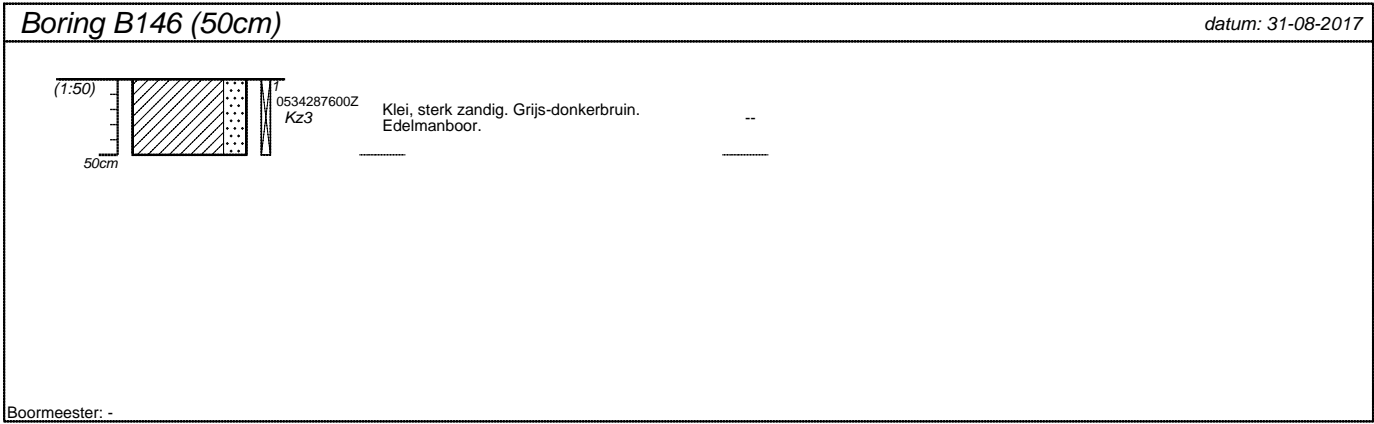 Boring B146 (50cm)
datum: 31-08-2017
(1:50)
1
0534287600Z
Kz3
Klei, sterk zandig. Grijs-donkerbruin.
Edelmanboor.
--
50cm
Boormeester: -